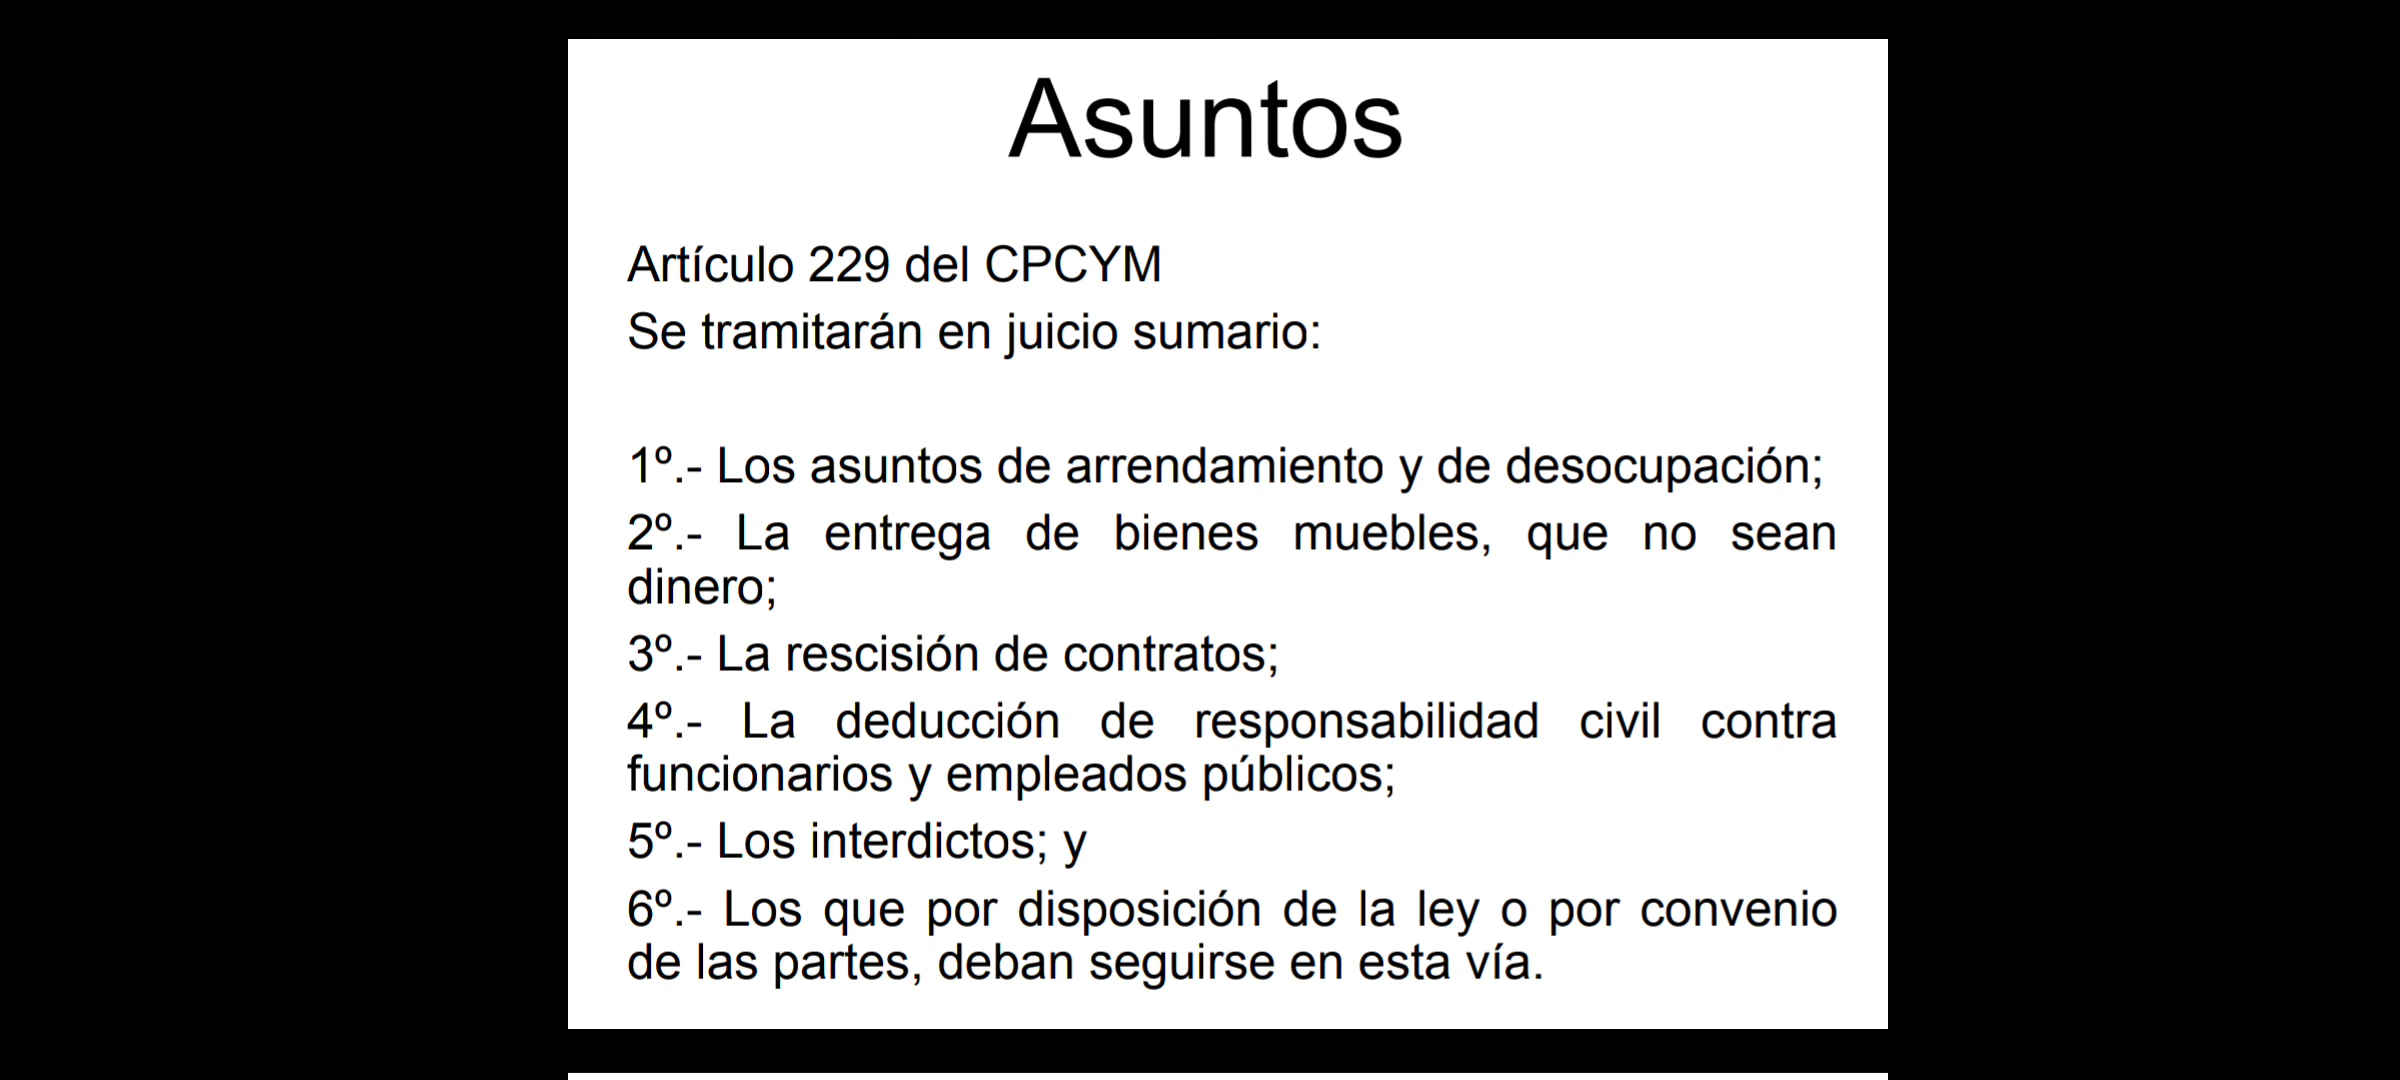 Asuntos
Artículo 229 del CPCYM
Se tramitarán en juicio sumario:
1º.- Los asuntos de arrendamiento y de desocupación;
2º.- La entrega de bienes muebles, que no sean
dinero;
3º.- La rescisión de contratos;
4º.- La deducción de responsabilidad civil contra
funcionarios y empleados públicos;
5º.- Los interdictos; y
6º.- Los que por disposición de la ley o por convenio
de las partes, deban seguirse en esta vía.